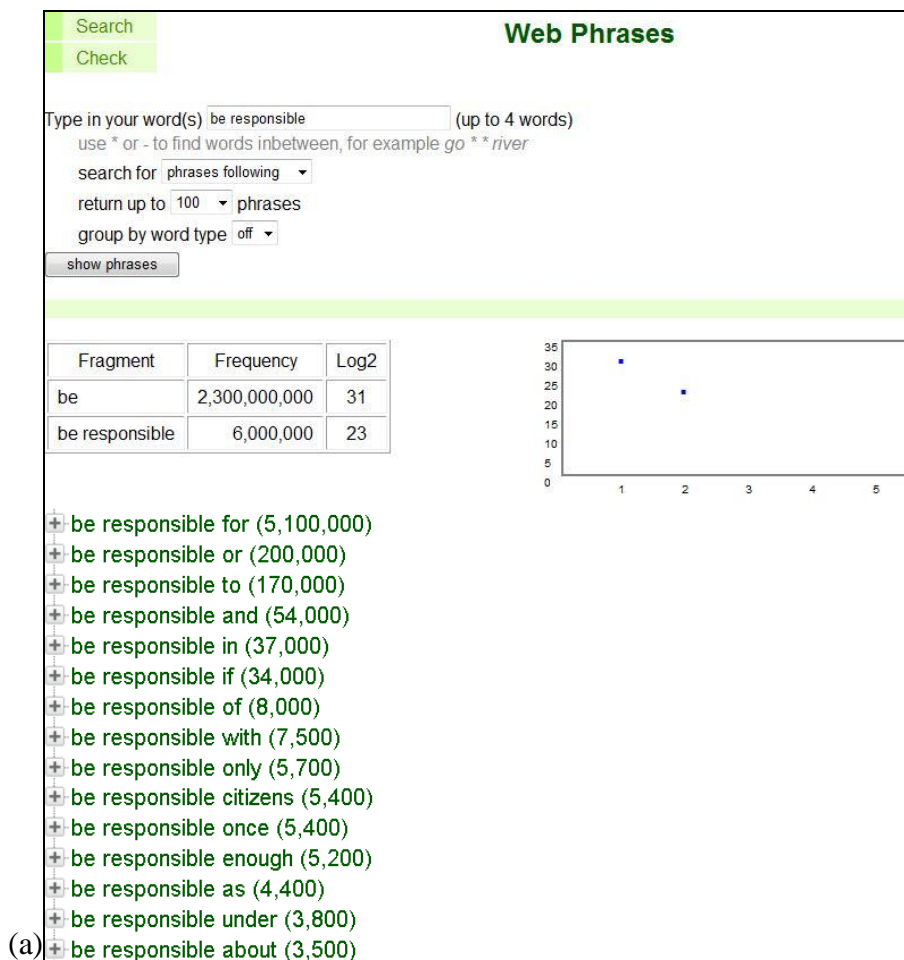 Search
Web Phrases
Check
Type in your word(s) be responsible (up to 4 words)
use * or - to find words inbetween, for example go * * river
search for phrases following
return up to 100 phrases
group by word type off
show phrases
Fragment Frequency Log2
be 2,300,000,000 31
be responsible 6,000,000 23
35
30
25
20
15
10
5
0
1 2 3 4 5
be responsible for (5,100,000)
be responsible or (200,000)
be responsible to (170,000)
be responsible and (54,000)
be responsible in (37,000)
be responsible if (34,000)
be responsible of (8,000)
be responsible with (7,500)
be responsible only (5,700)
be responsible citizens (5,400)
be responsible once (5,400)
be responsible enough (5,200)
be responsible as (4,400)
be responsible under (3,800)
(a) be responsible about (3,500)